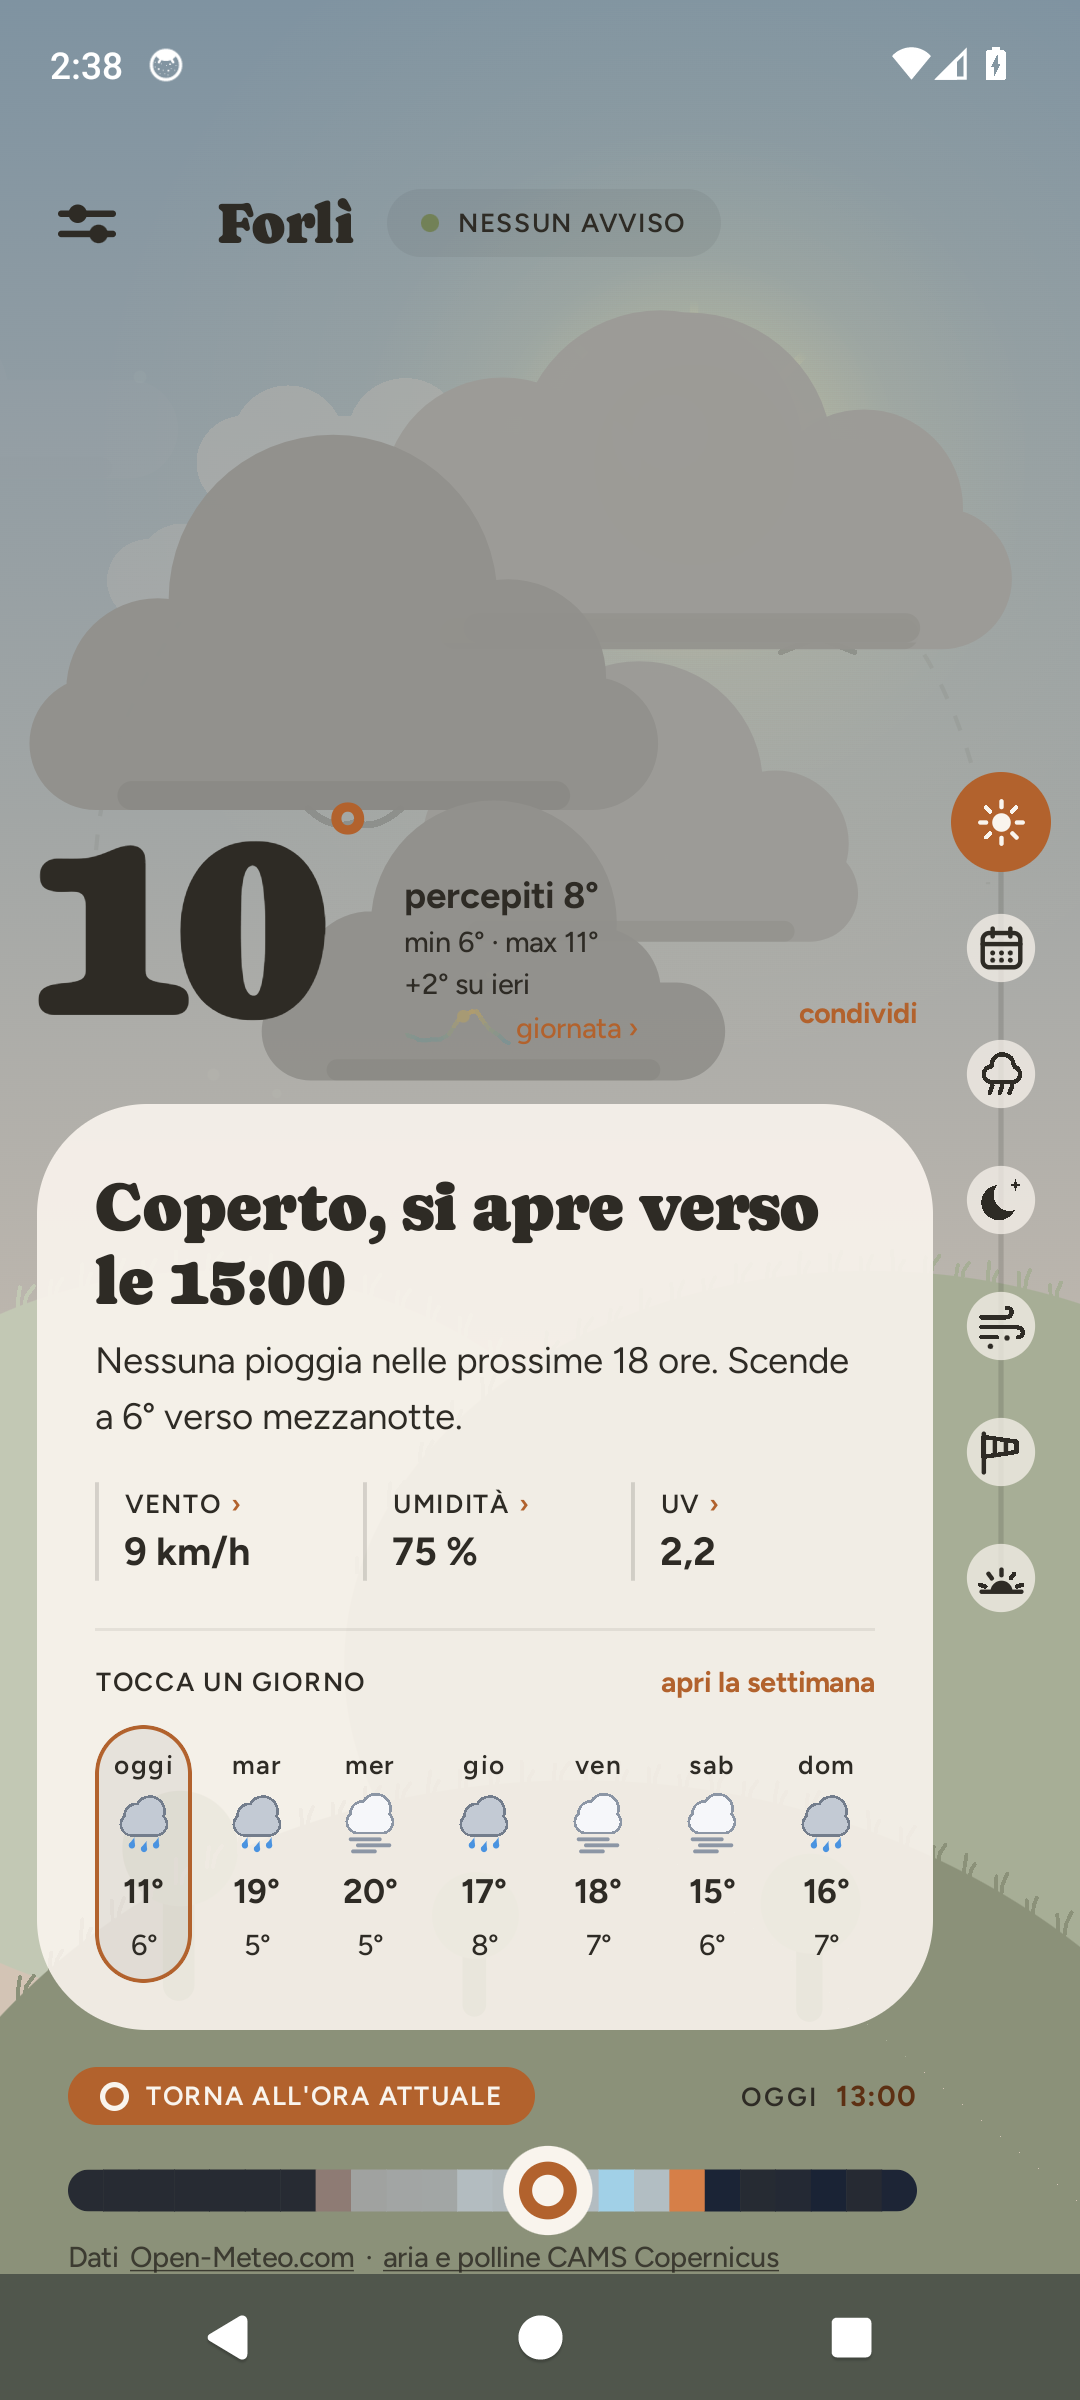 2:38
Forlì
NESSUN AVVISO
10°
percepiti 8°
min 6° · max 11°
+2° su ieri
giornata ›
condividi
Coperto, si apre verso
le 15:00
Nessuna pioggia nelle prossime 18 ore. Scende
a 6° verso mezzanotte.
VENTO › UMIDITÀ › UV ›
9 km/h 75 % 2,2
TOCCA UN GIORNO apri la settimana
oggi mar mer gio ven sab dom
11° 19° 20° 17° 18° 15° 16°
6° 5° 5° 8° 7° 6° 7°
TORNA ALL'ORA ATTUALE OGGI 13:00
Dati Open-Meteo.com · aria e polline CAMS Copernicus